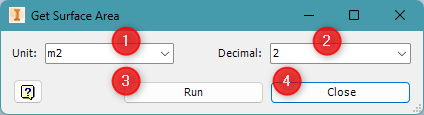 Get Surface Area
1 2
Unit: m2 Decimal: 2
3 4
? Run Close